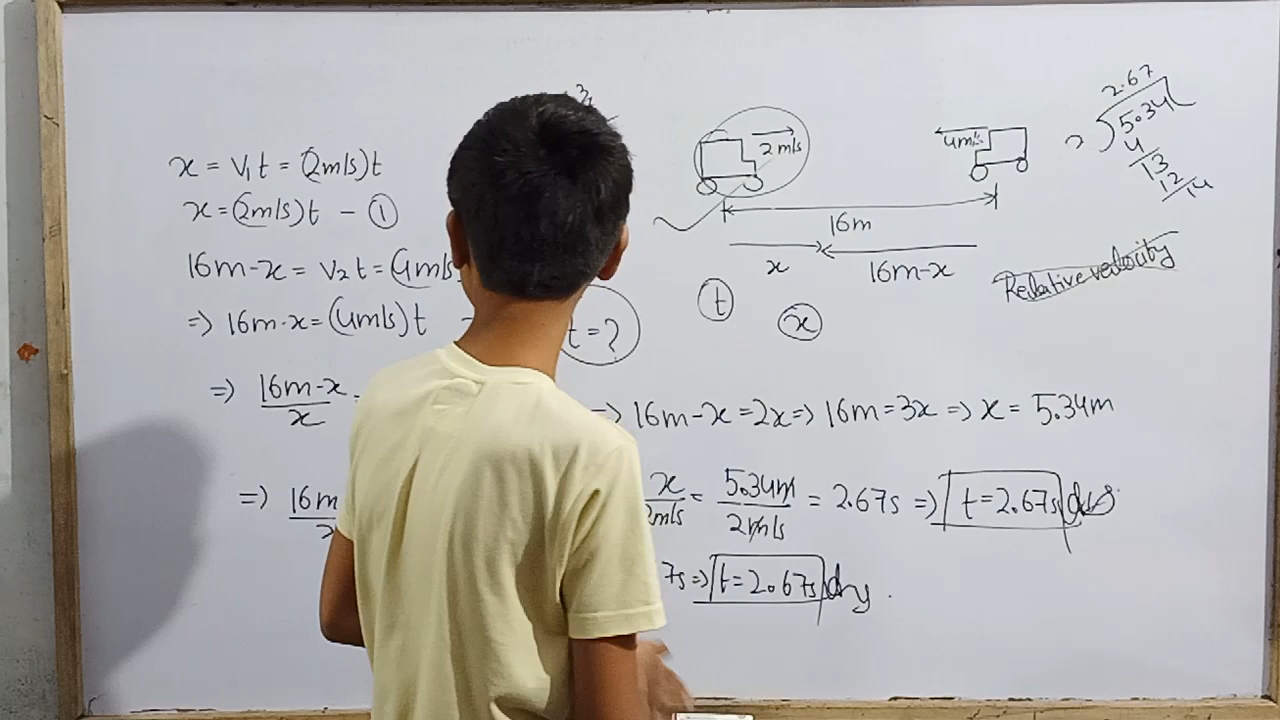 x = V₁t = (2m/s)t
x = (2m/s)t - ①
16m-x = V₂t = (4m/s
=> 16m-x = (4m/s)t
=> 16m-x / x
=> 16m
t = ?
2m/s
4m/s
16m
x
16m-x
t
x
2.67
5.34
4
13
12
14
Relative velocity
=> 16m-x = 2x => 16m = 3x => x = 5.34m
x / 2m/s = 5.34m / 2m/s = 2.67s => t = 2.67s
7s => t = 2.67s